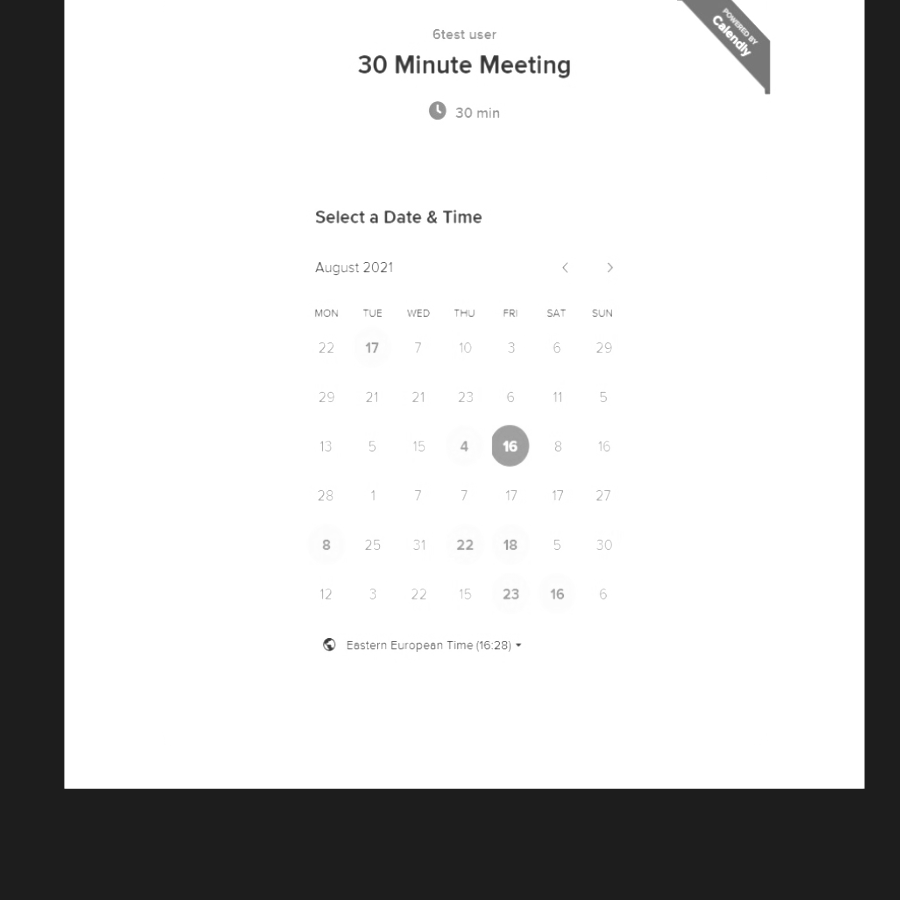 POWERED BY
Calendly
6test user
30 Minute Meeting
30 min
Select a Date & Time
August 2021
MON TUE WED THU FRI SAT SUN
22 17 7 10 3 6 29
29 21 21 23 6 11 5
13 5 15 4 16 8 16
28 1 7 7 17 17 27
8 25 31 22 18 5 30
12 3 22 15 23 16 6
Eastern European Time (16:28)